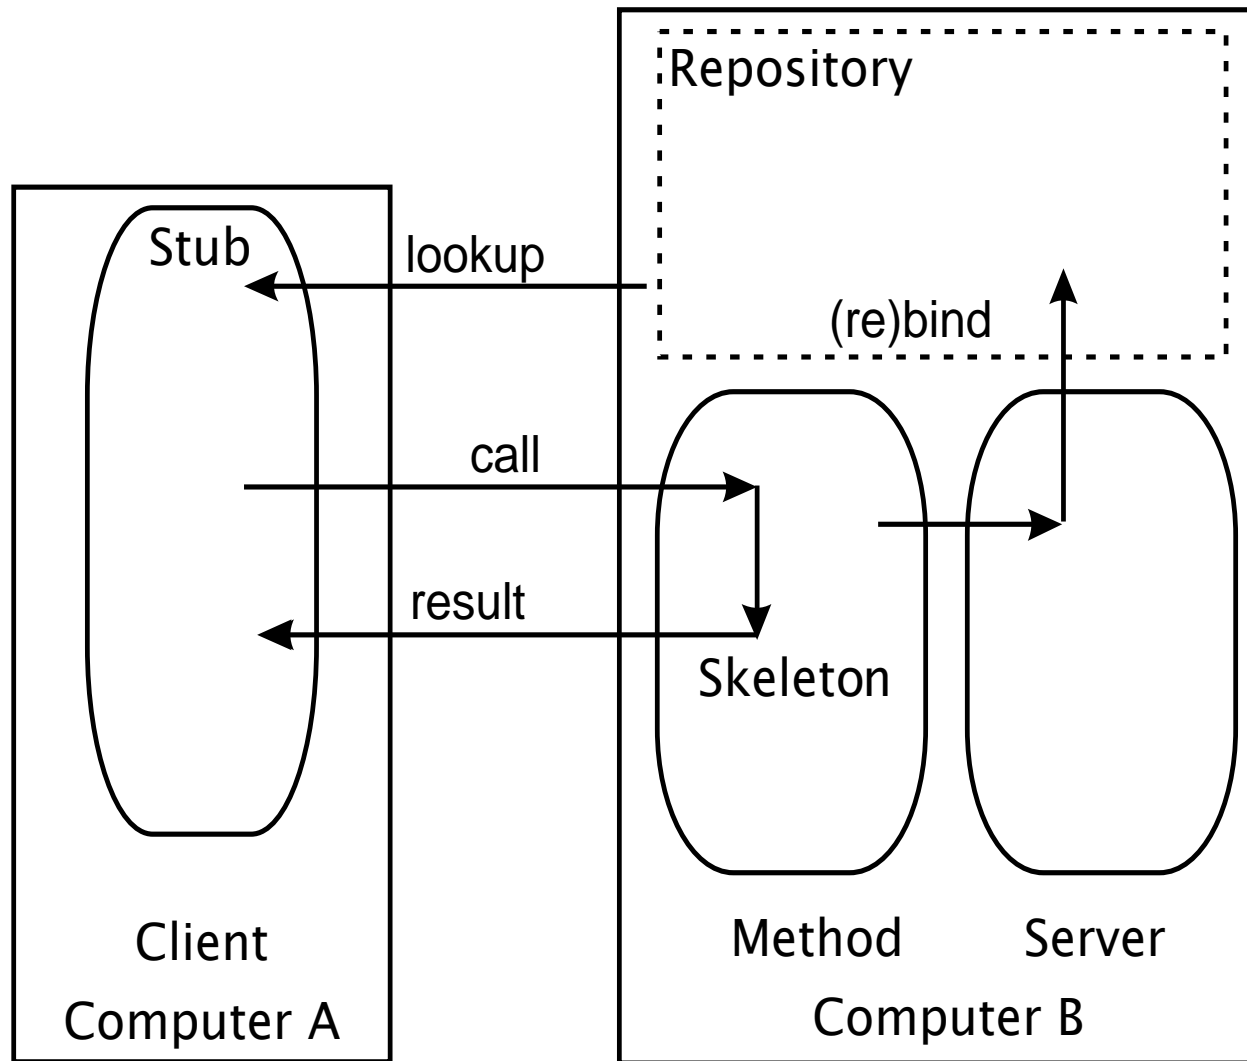 Repository
Stub
lookup
(re)bind
call
result
Skeleton
Client
Method
Server
Computer A
Computer B